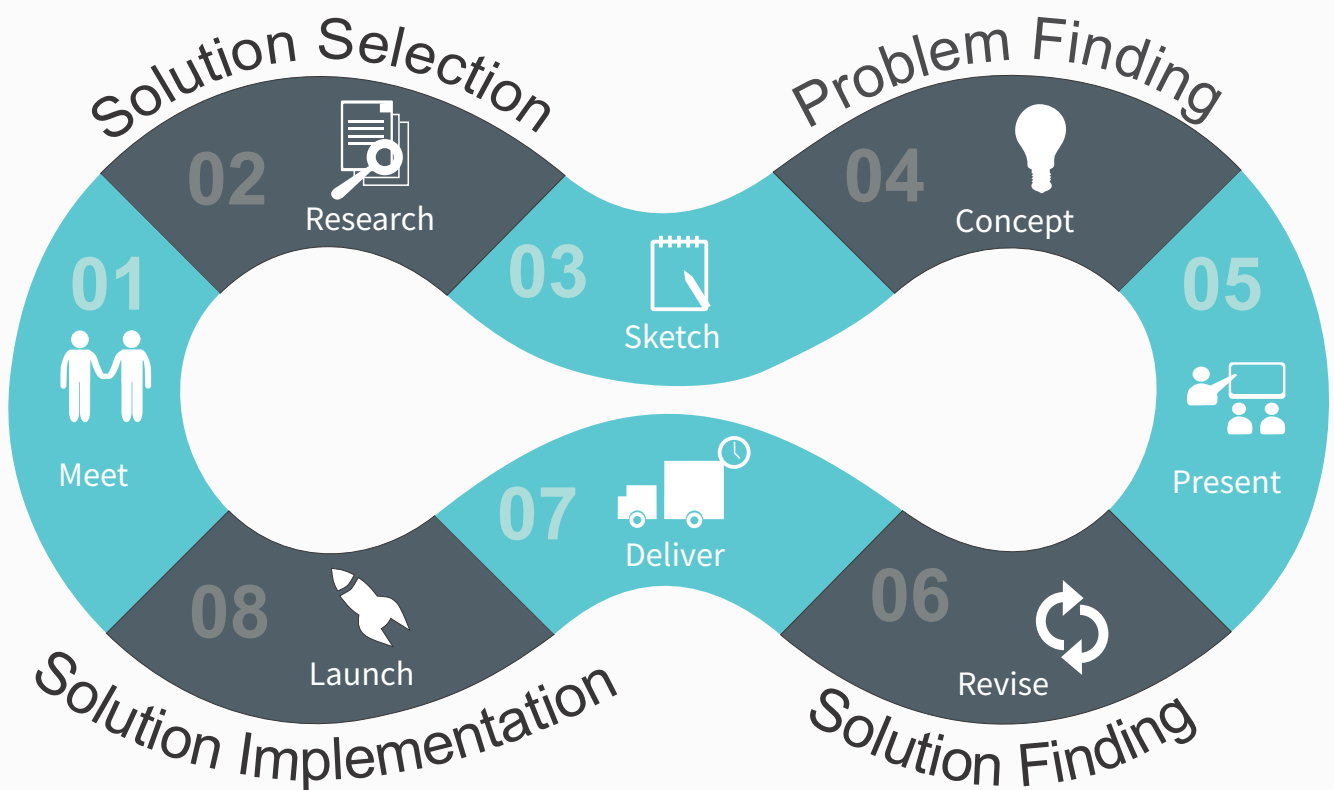 Solution Selection
Problem Finding
02
Research
04
Concept
01
Meet
03
Sketch
05
Present
07
Deliver
08
Launch
06
Revise
Solution Implementation
Solution Finding